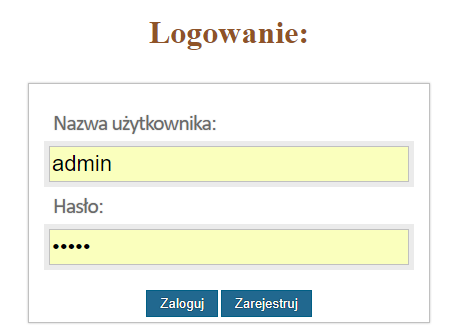 Logowanie:
Nazwa użytkownika:
admin
Hasło:
•••••
Zaloguj Zarejestruj